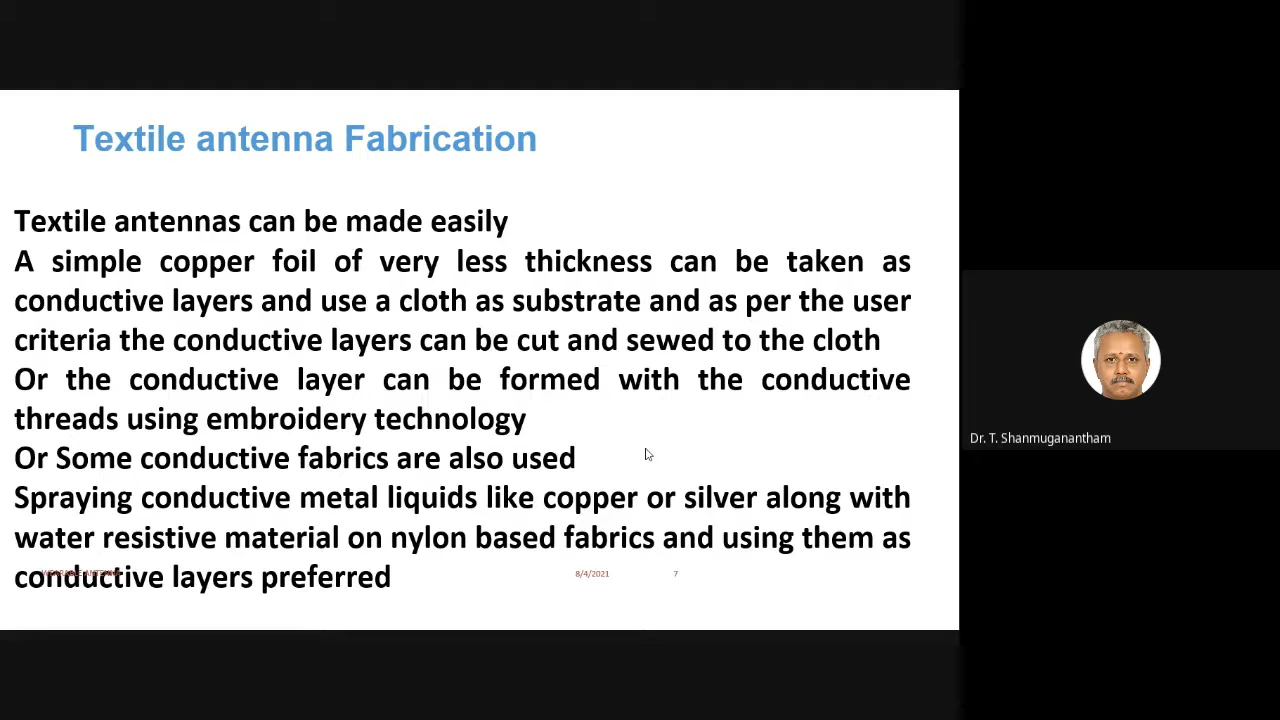 Textile antenna Fabrication
Textile antennas can be made easily
A simple copper foil of very less thickness can be taken as
conductive layers and use a cloth as substrate and as per the user
criteria the conductive layers can be cut and sewed to the cloth
Or the conductive layer can be formed with the conductive
threads using embroidery technology
Or Some conductive fabrics are also used
Spraying conductive metal liquids like copper or silver along with
water resistive material on nylon based fabrics and using them as
conductive layers preferred
WEARABLE ANTENNA
8/4/2021
7
Dr. T. Shanmuganantham